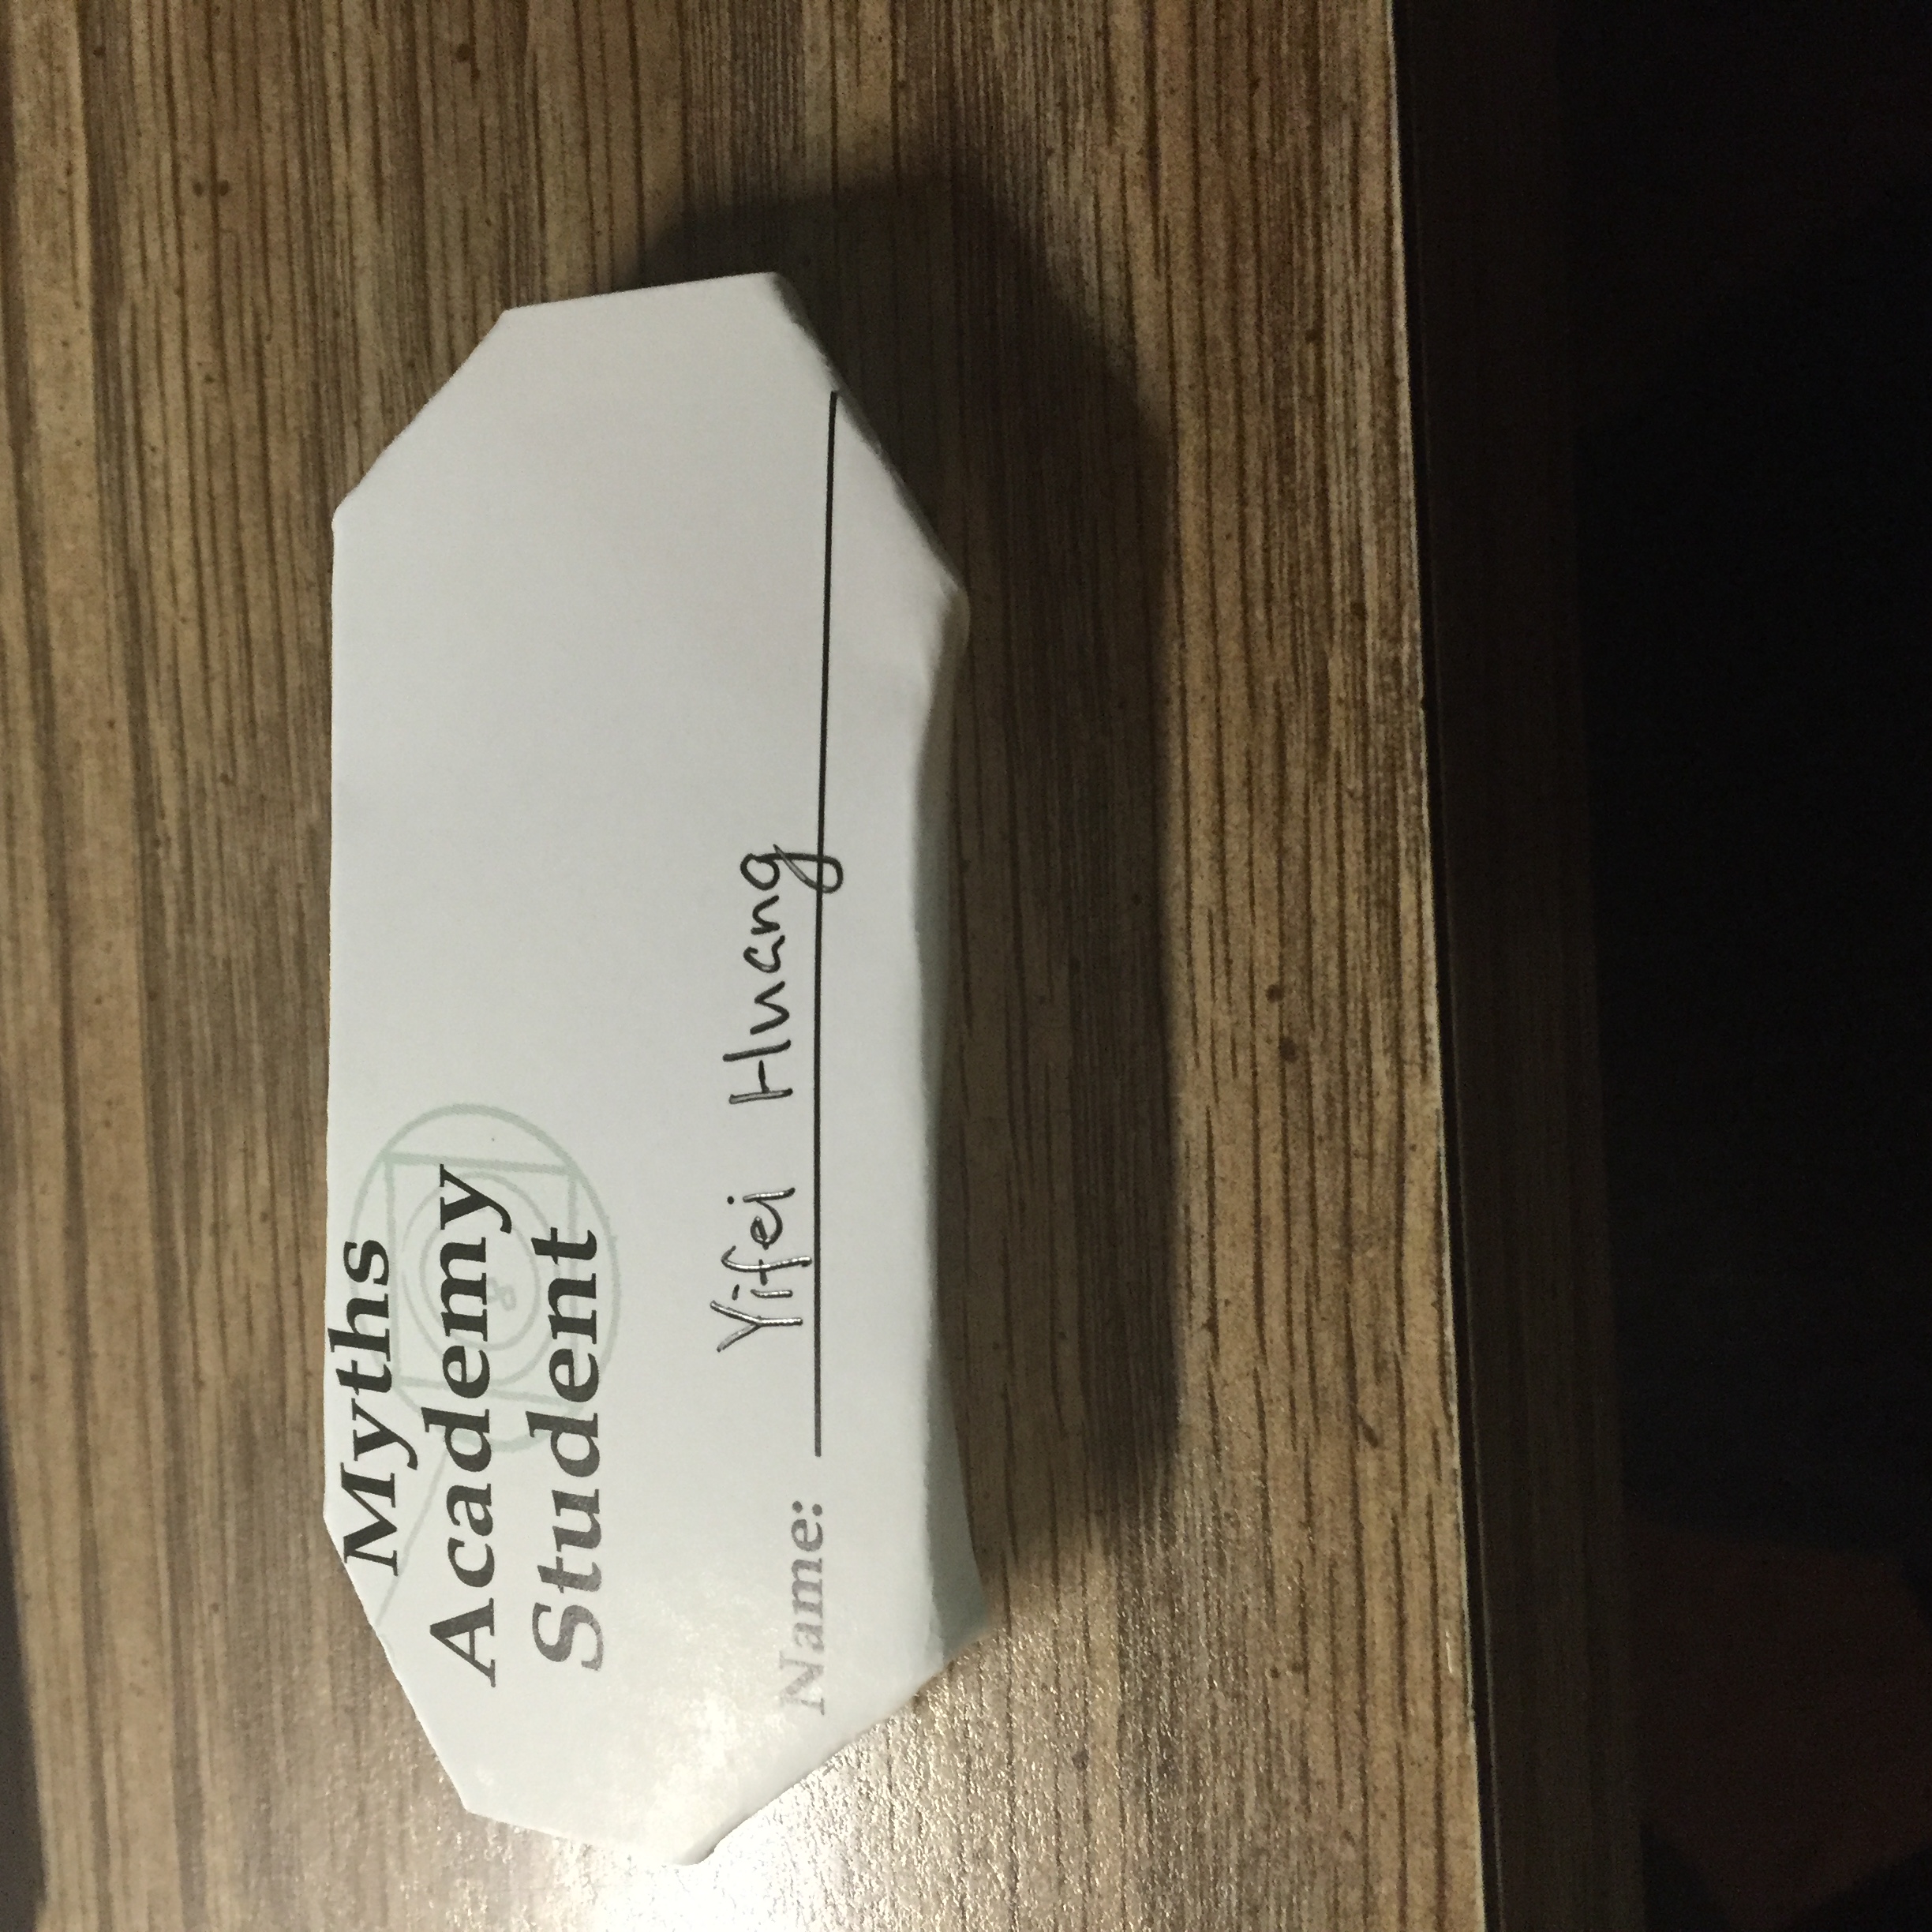 Myths
Academy
Student
Name: Yifei Huang